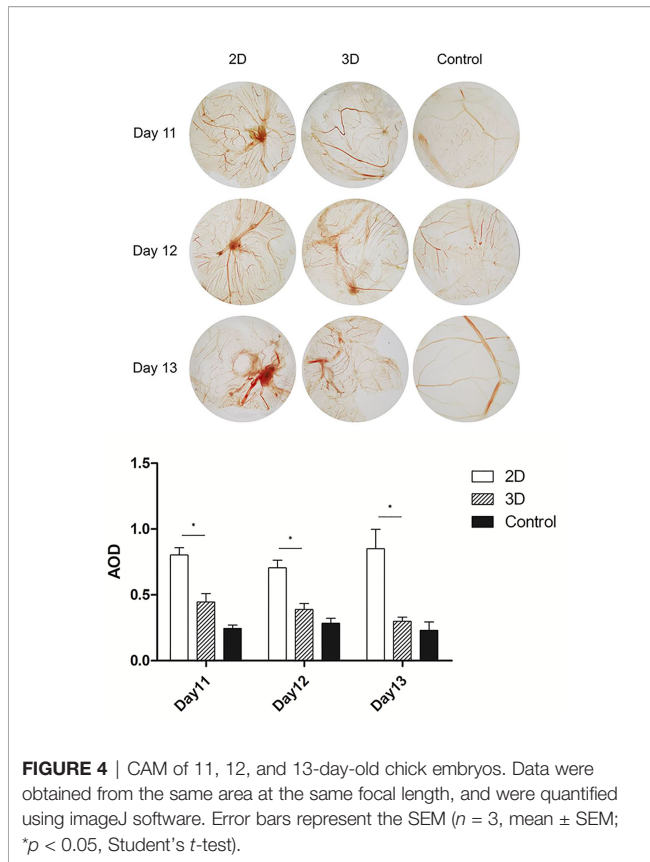 2D 3D Control
Day 11
Day 12
Day 13
1.5
1.0
0.5
0.0
AOD
* * *
2D
3D
Control
Day11 Day12 Day13
FIGURE 4 | CAM of 11, 12, and 13-day-old chick embryos. Data were
obtained from the same area at the same focal length, and were quantified
using imageJ software. Error bars represent the SEM (n = 3, mean ± SEM;
*p < 0.05, Student's t-test).